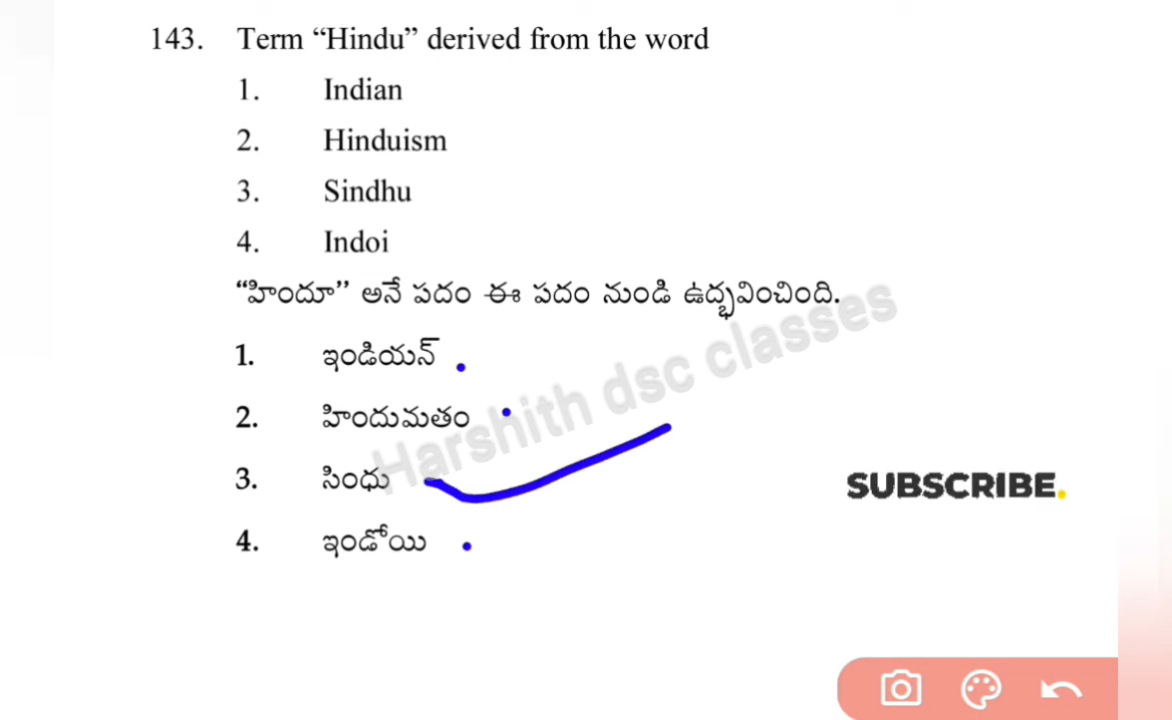 143. Term “Hindu” derived from the word
1. Indian
2. Hinduism
3. Sindhu
4. Indoi
“హిందూ” అనే పదం ఈ పదం నుండి ఉద్భవించింది.
1. ఇండియన్
2. హిందుమతం
3. సింధు
4. ఇండోయి
Harshith dsc classes
SUBSCRIBE.